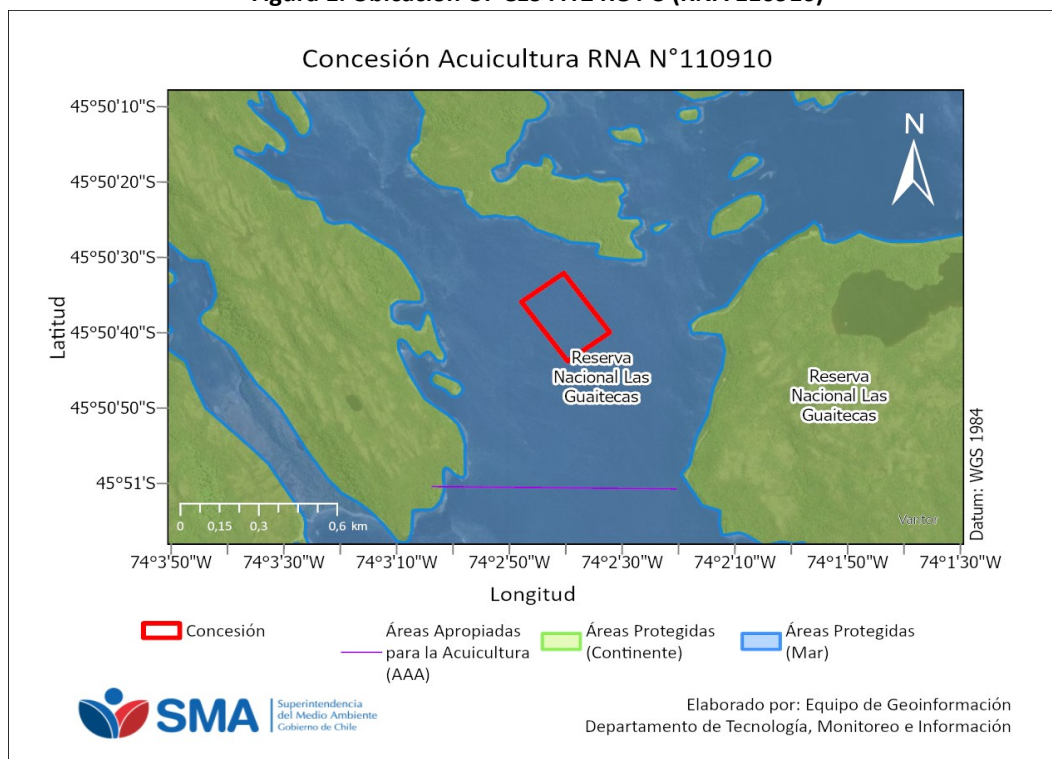 Concesión Acuicultura RNA N°110910
N
45°50'10"S
45°50'20"S
45°50'30"S
45°50'40"S
45°50'50"S
45°51'S
Latitud
Reserva
Nacional Las
Guaitecas
Reserva
Nacional Las
Guaitecas
Datum: WGS 1984
Vantor
0 0,15 0,3 0,6 km
74°3'50"W 74°3'30"W 74°3'10"W 74°2'50"W 74°2'30"W 74°2'10"W 74°1'50"W 74°1'30"W
Longitud
Concesión
Áreas Apropiadas
para la Acuicultura
(AAA)
Áreas Protegidas
(Continente)
Áreas Protegidas
(Mar)
SMA
Superintendencia
del Medio Ambiente
Gobierno de Chile
Elaborado por: Equipo de Geoinformación
Departamento de Tecnología, Monitoreo e Información